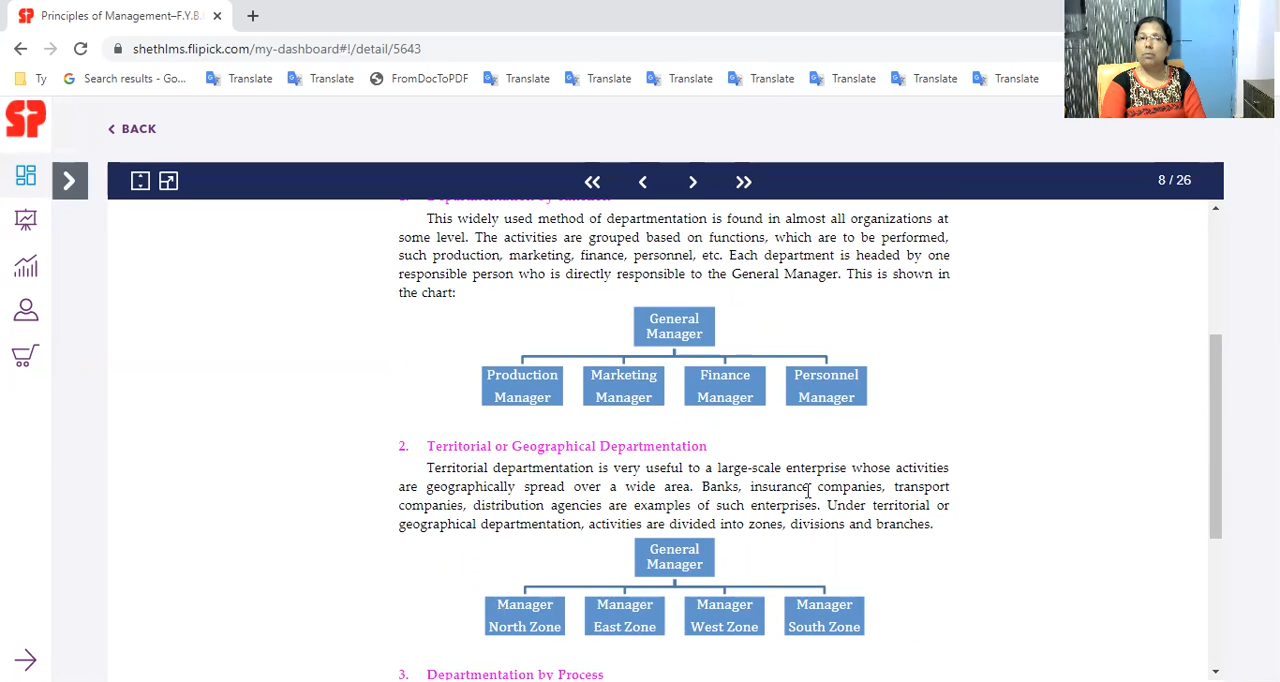 Principles of Management–F.Y.B.
shethlms.flipick.com/my-dashboard#!/detail/5643
Ty
Search results - Go...
Translate
Translate
FromDocToPDF
Translate
Translate
Translate
Translate
Translate
Translate
Translate
SP
BACK
8 / 26
This widely used method of departmentation is found in almost all organizations at
some level. The activities are grouped based on functions, which are to be performed,
such production, marketing, finance, personnel, etc. Each department is headed by one
responsible person who is directly responsible to the General Manager. This is shown in
the chart:
General
Manager
Production
Manager
Marketing
Manager
Finance
Manager
Personnel
Manager
2. Territorial or Geographical Departmentation
Territorial departmentation is very useful to a large-scale enterprise whose activities
are geographically spread over a wide area. Banks, insurance companies, transport
companies, distribution agencies are examples of such enterprises. Under territorial or
geographical departmentation, activities are divided into zones, divisions and branches.
General
Manager
Manager
North Zone
Manager
East Zone
Manager
West Zone
Manager
South Zone
3. Departmentation by Process